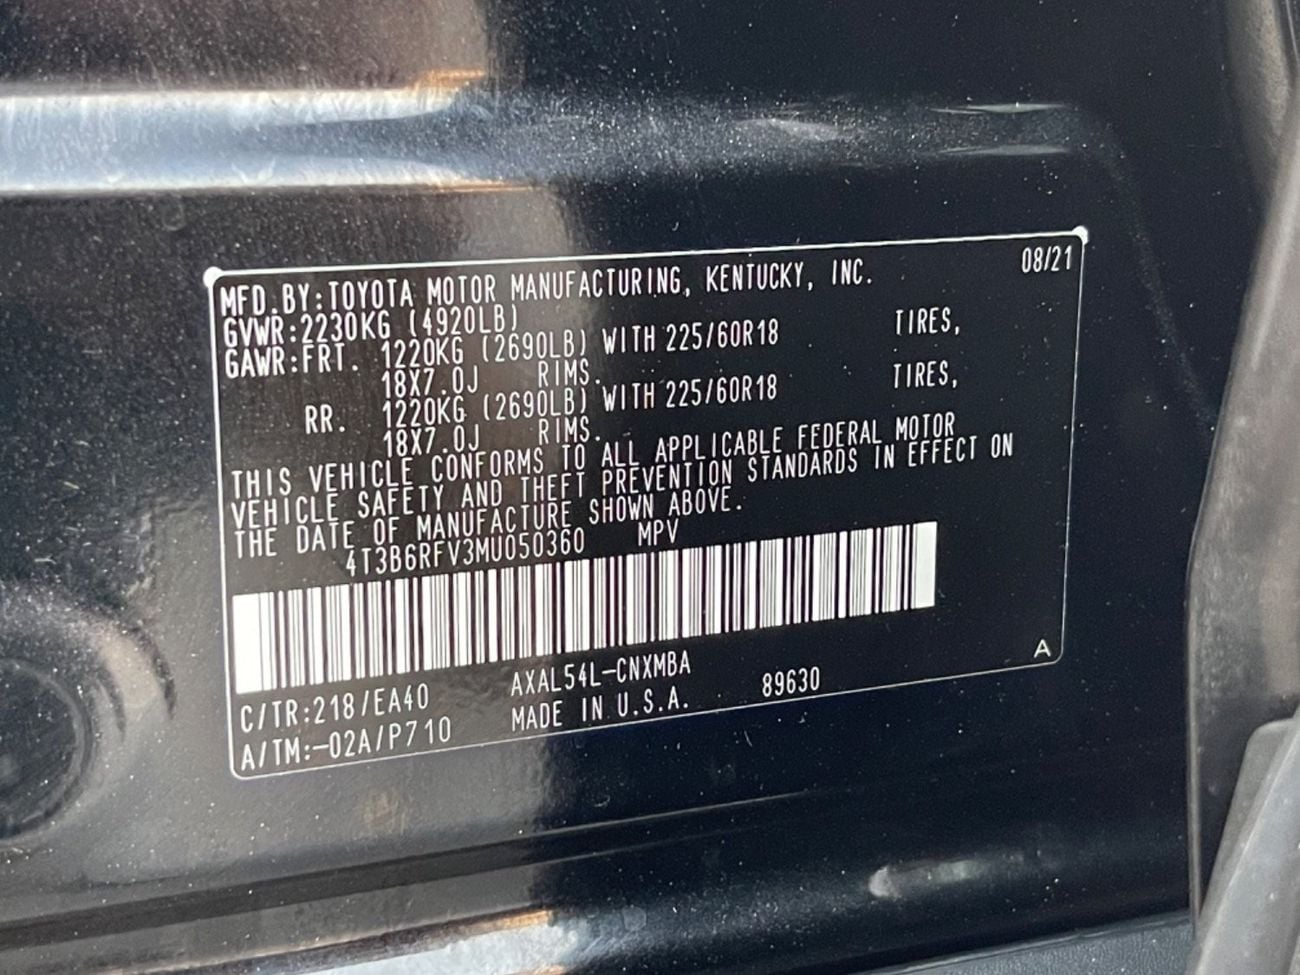 08/21
MFD.BY:TOYOTA MOTOR MANUFACTURING, KENTUCKY, INC.
GVWR:2230KG (4920LB)
GAWR:FRT. 1220KG (2690LB) WITH 225/60R18 TIRES,
18X7.0J RIMS.
RR. 1220KG (2690LB) WITH 225/60R18 TIRES,
18X7.0J RIMS.
THIS VEHICLE CONFORMS TO ALL APPLICABLE FEDERAL MOTOR
VEHICLE SAFETY AND THEFT PREVENTION STANDARDS IN EFFECT ON
THE DATE OF MANUFACTURE SHOWN ABOVE.
4T3B6RFV3MU050360 MPV
C/TR:218/EA40 AXAL54L-CNXMBA
A/TM:-02A/P710 MADE IN U.S.A. 89630
A